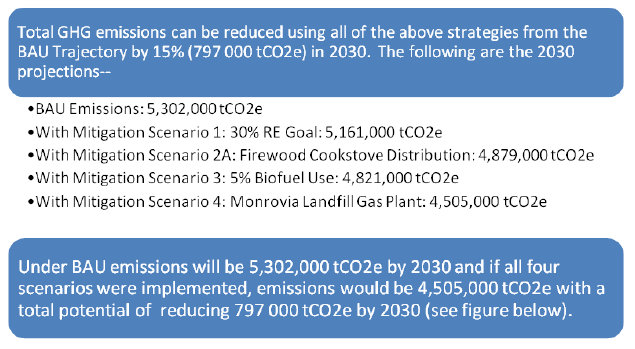 Total GHG emissions can be reduced using all of the above strategies from the
BAU Trajectory by 15% (797 000 tCO2e) in 2030.  The following are the 2030
projections--
•BAU Emissions: 5,302,000 tCO2e
•With Mitigation Scenario 1: 30% RE Goal: 5,161,000 tCO2e
•With Mitigation Scenario 2A: Firewood Cookstove Distribution: 4,879,000 tCO2e
•With Mitigation Scenario 3: 5% Biofuel Use: 4,821,000 tCO2e
•With Mitigation Scenario 4: Monrovia Landfill Gas Plant: 4,505,000 tCO2e
Under BAU emissions will be 5,302,000 tCO2e by 2030 and if all four
scenarios were implemented, emissions would be 4,505,000 tCO2e with a
total potential of  reducing 797 000 tCO2e by 2030 (see figure below).